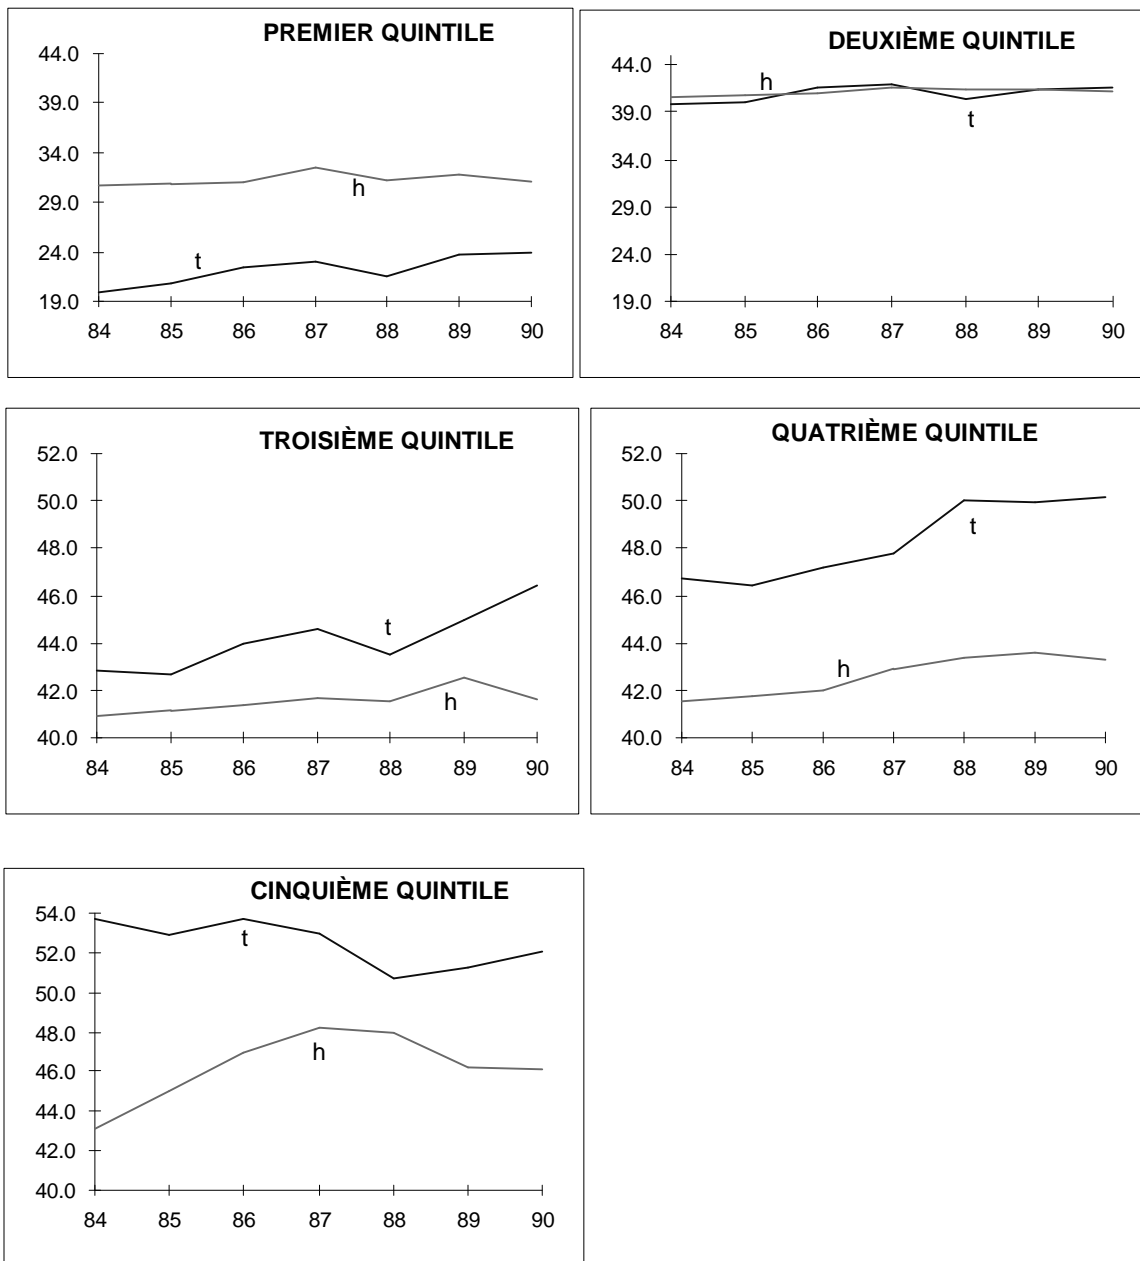 PREMIER QUINTILE
44.0
39.0
34.0
h
29.0
t
24.0
19.0
84 85 86 87 88 89 90
DEUXIÈME QUINTILE
44.0
h
39.0
t
34.0
29.0
24.0
19.0
84 85 86 87 88 89 90
TROISIÈME QUINTILE
52.0
50.0
48.0
46.0
t
44.0
42.0
h
40.0
84 85 86 87 88 89 90
QUATRIÈME QUINTILE
52.0
50.0
t
48.0
46.0
44.0
h
42.0
40.0
84 85 86 87 88 89 90
CINQUIÈME QUINTILE
54.0
t
52.0
50.0
48.0
h
46.0
44.0
42.0
40.0
84 85 86 87 88 89 90